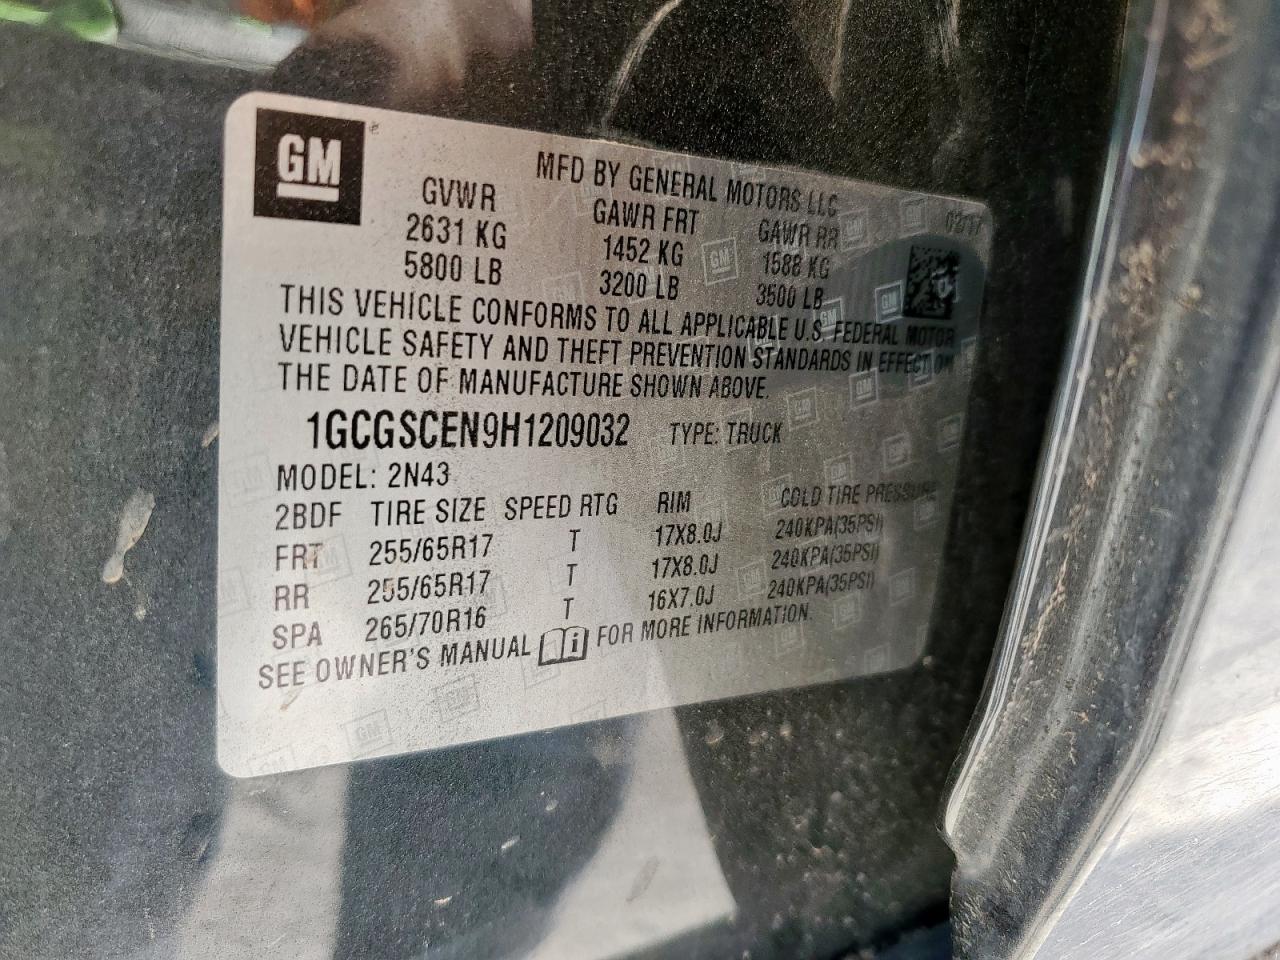 GM
MFD BY GENERAL MOTORS LLC
02/17
GVWR GAWR FRT GAWR RR
2631 KG 1452 KG 1588 KG
5800 LB 3200 LB 3500 LB
THIS VEHICLE CONFORMS TO ALL APPLICABLE U.S. FEDERAL MOTOR
VEHICLE SAFETY AND THEFT PREVENTION STANDARDS IN EFFECT ON
THE DATE OF MANUFACTURE SHOWN ABOVE.
1GCGSCEN9H1209032 TYPE: TRUCK
MODEL: 2N43
2BDF TIRE SIZE SPEED RTG RIM COLD TIRE PRESSURE
FRT 255/65R17 T 17X8.0J 240KPA(35PSI)
RR 255/65R17 T 17X8.0J 240KPA(35PSI)
SPA 265/70R16 T 16X7.0J 240KPA(35PSI)
SEE OWNER'S MANUAL i FOR MORE INFORMATION.